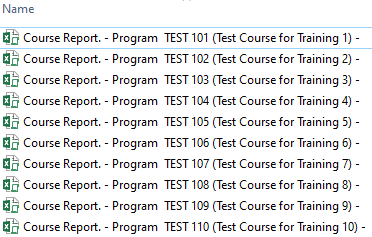 Name
Course Report. - Program  TEST 101 (Test Course for Training 1) -
Course Report. - Program  TEST 102 (Test Course for Training 2) -
Course Report. - Program  TEST 103 (Test Course for Training 3) -
Course Report. - Program  TEST 104 (Test Course for Training 4) -
Course Report. - Program  TEST 105 (Test Course for Training 5) -
Course Report. - Program  TEST 106 (Test Course for Training 6) -
Course Report. - Program  TEST 107 (Test Course for Training 7) -
Course Report. - Program  TEST 108 (Test Course for Training 8) -
Course Report. - Program  TEST 109 (Test Course for Training 9) -
Course Report. - Program  TEST 110 (Test Course for Training 10) -